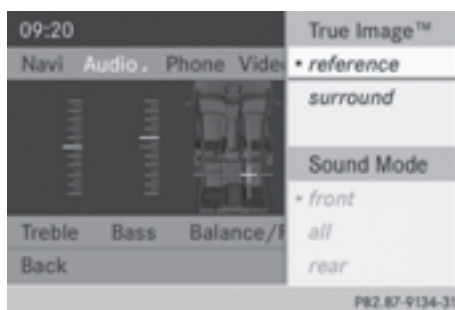 09:20
True Image™
Navi Audio. Phone Vide
• reference
surround
Sound Mode
• front
Treble Bass Balance/F
all
Back
rear
P82.87-9134-31